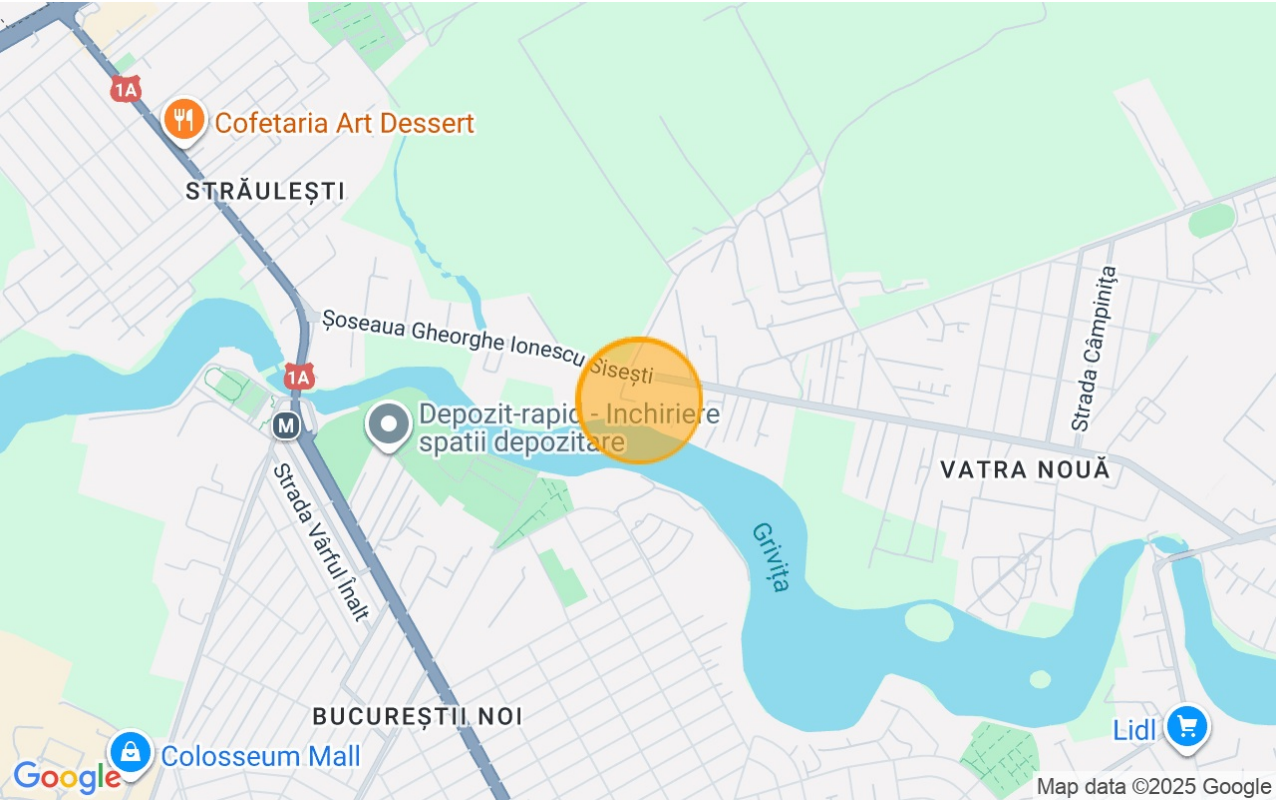 1A
Cofetaria Art Dessert
STRĂULEȘTI
Șoseaua Gheorghe Ionescu Sisești
1A
M
Depozit-rapid - Inchiriere
spatii depozitare
Strada Câmpinița
VATRA NOUĂ
Strada Vârful Înalt
Grivița
BUCUREȘTII NOI
Lidl
Colosseum Mall
Google
Map data ©2025 Google